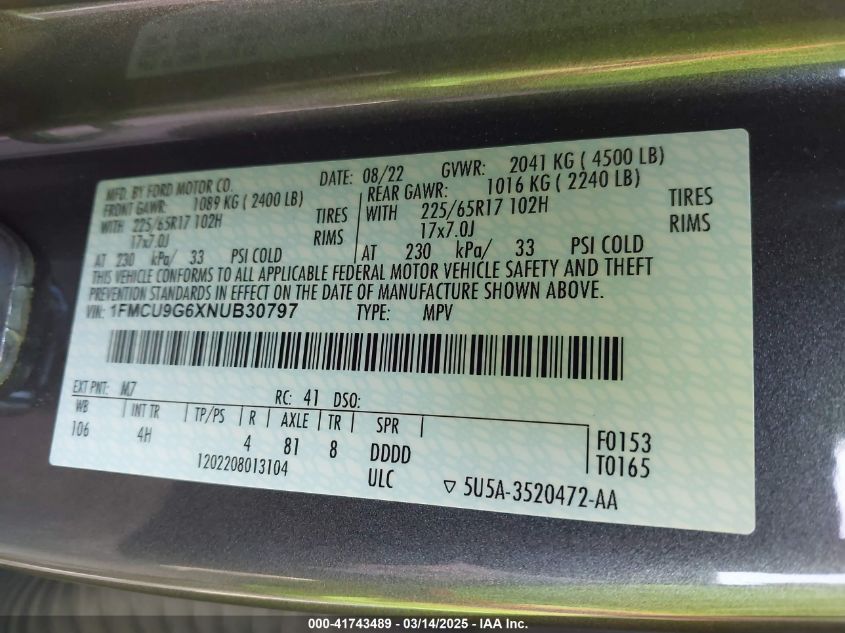 MFD. BY FORD MOTOR CO. DATE: 08/22 GVWR: 2041 KG ( 4500 LB)
FRONT GAWR: 1089 KG ( 2400 LB) REAR GAWR: 1016 KG ( 2240 LB)
WITH 225/65R17 102H TIRES WITH 225/65R17 102H TIRES
17x7.0J RIMS 17x7.0J RIMS
AT 230 kPa/ 33 PSI COLD AT 230 kPa/ 33 PSI COLD
THIS VEHICLE CONFORMS TO ALL APPLICABLE FEDERAL MOTOR VEHICLE SAFETY AND THEFT
PREVENTION STANDARDS IN EFFECT ON THE DATE OF MANUFACTURE SHOWN ABOVE.
VIN: 1FMCU9G6XNUB30797 TYPE: MPV
EXT PNT: M7 RC: 41 DSO:
WB INT TR TP/PS R AXLE TR SPR
106 4H 4 81 8 DDDD
F0153
T0165
1202208013104 ULC ▽ 5U5A-3520472-AA
000-41743489 - 03/14/2025 - IAA Inc.